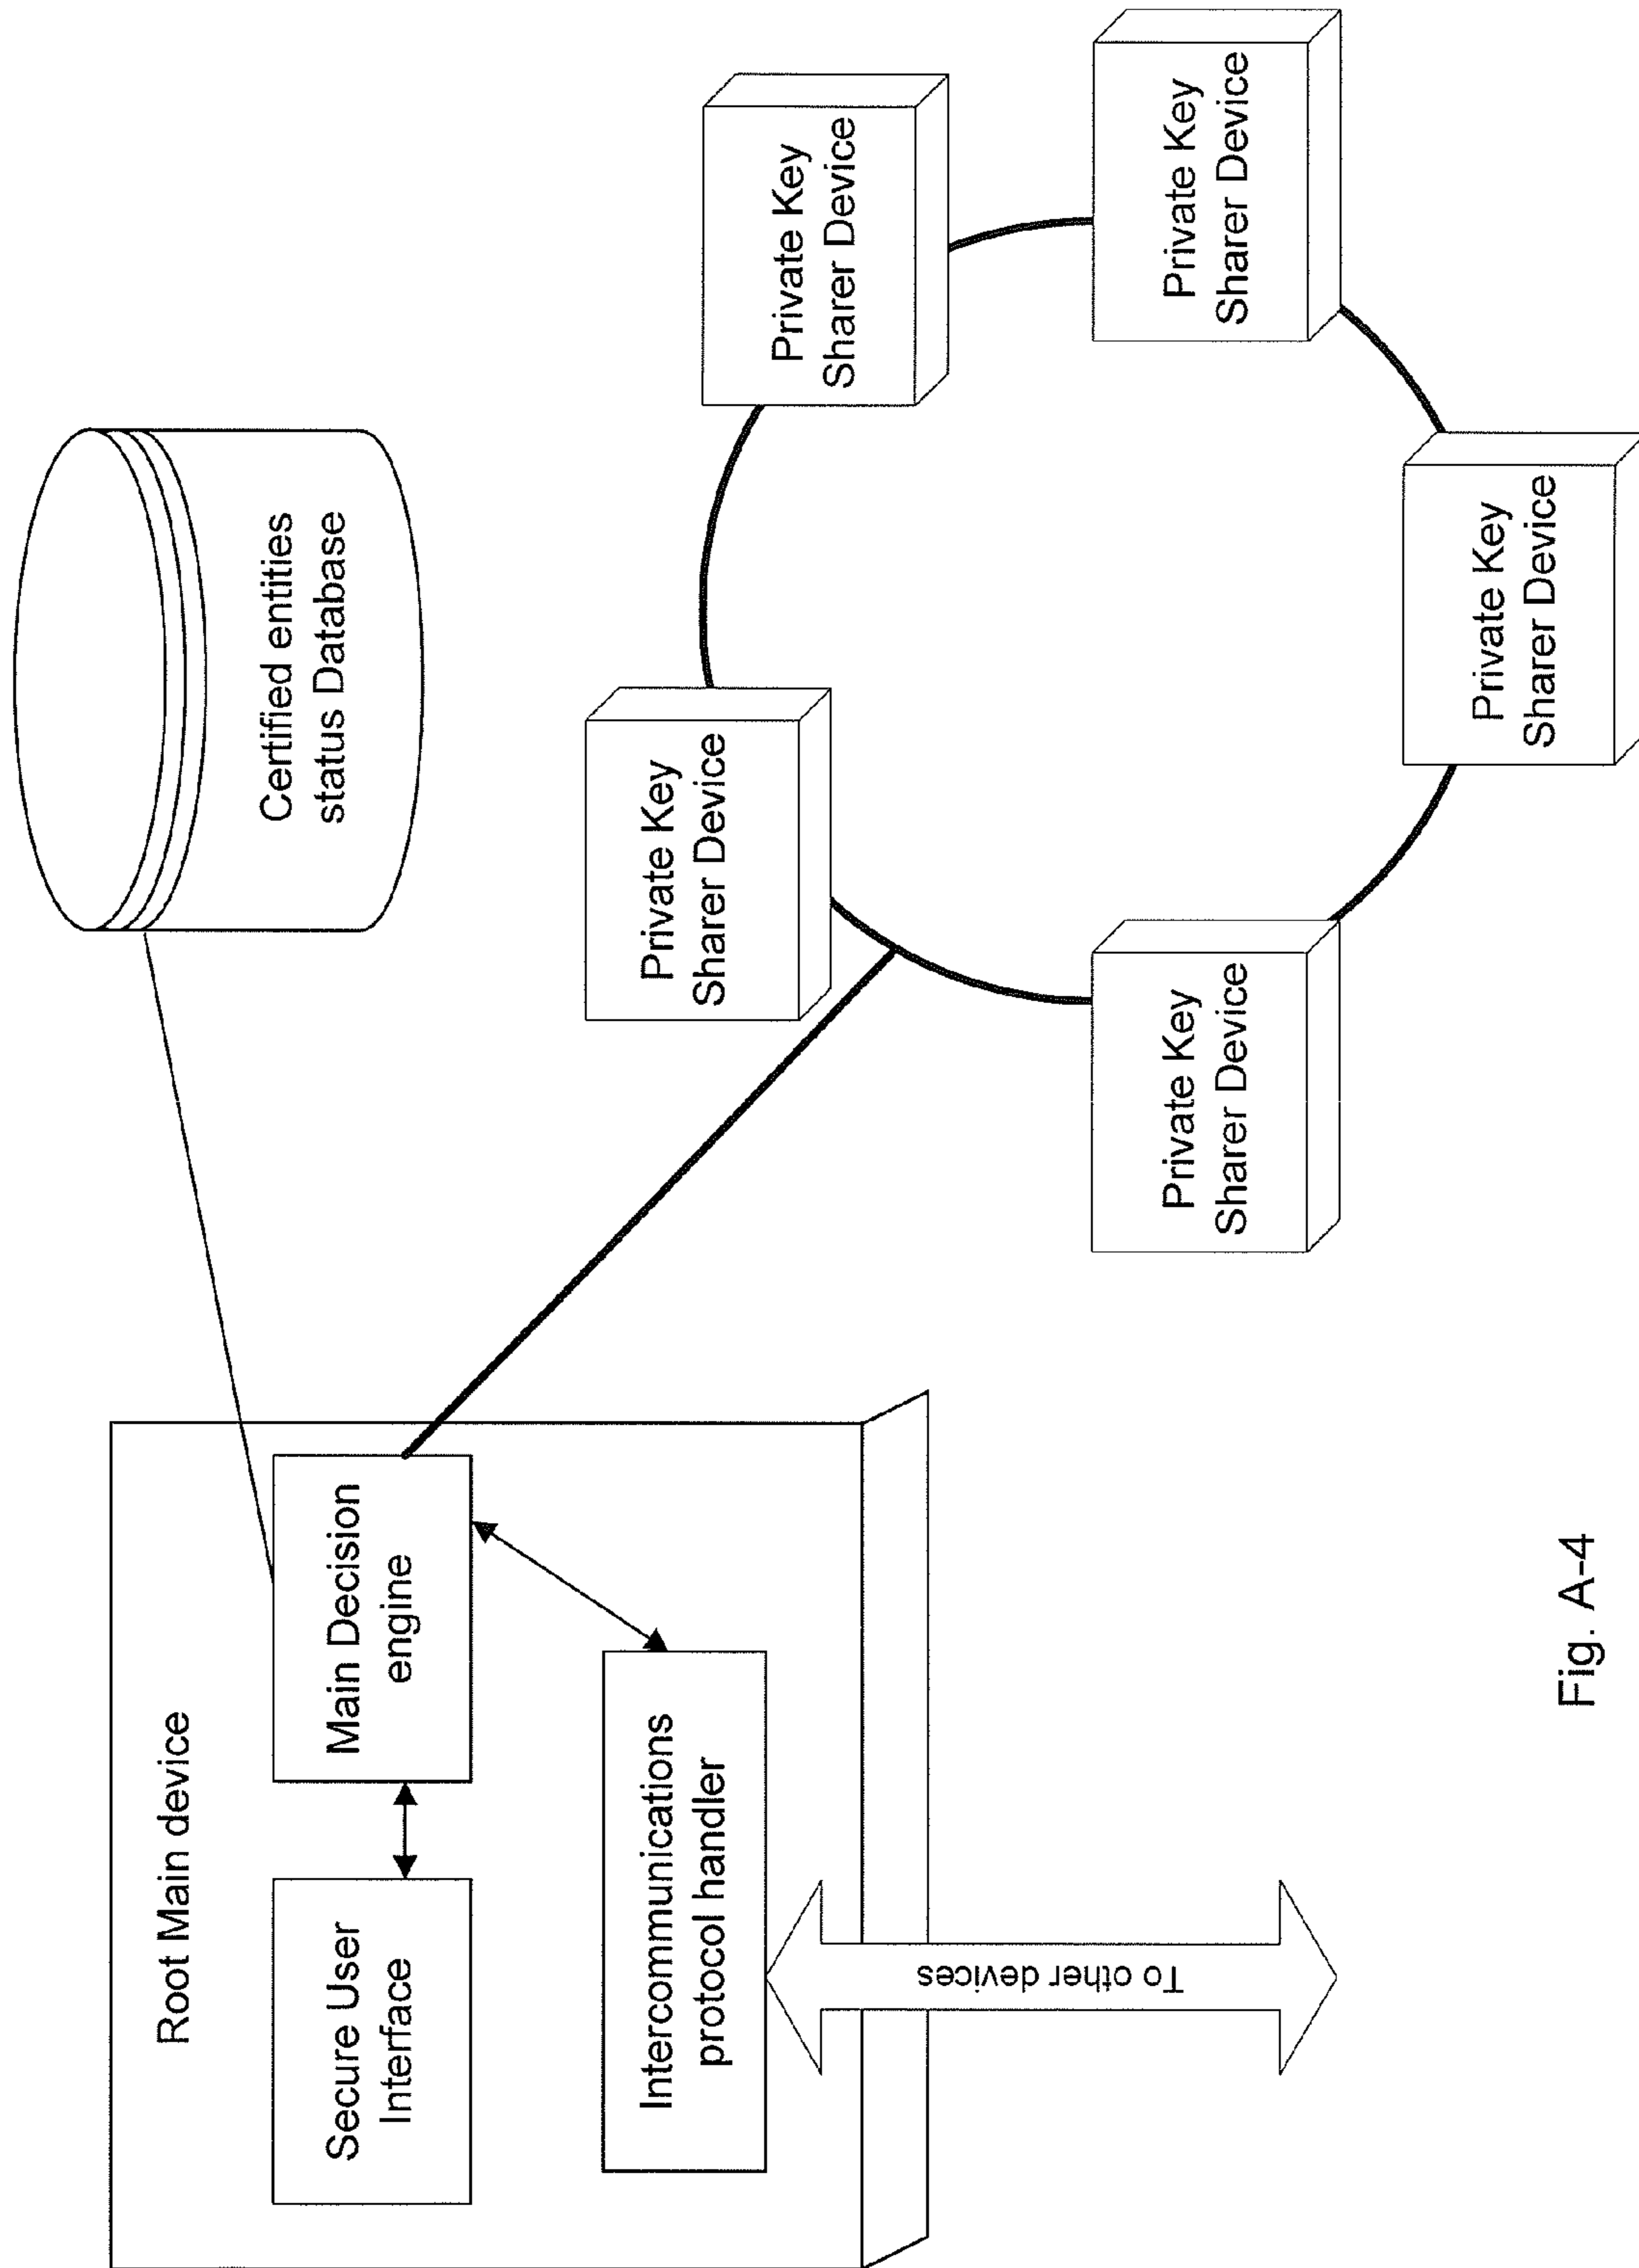 Root Main device
Secure User
Interface
Main Decision
engine
Intercommunications
protocol handler
To other devices
Certified entities
status Database
Private Key
Sharer Device
Private Key
Sharer Device
Private Key
Sharer Device
Private Key
Sharer Device
Private Key
Sharer Device
Fig. A-4